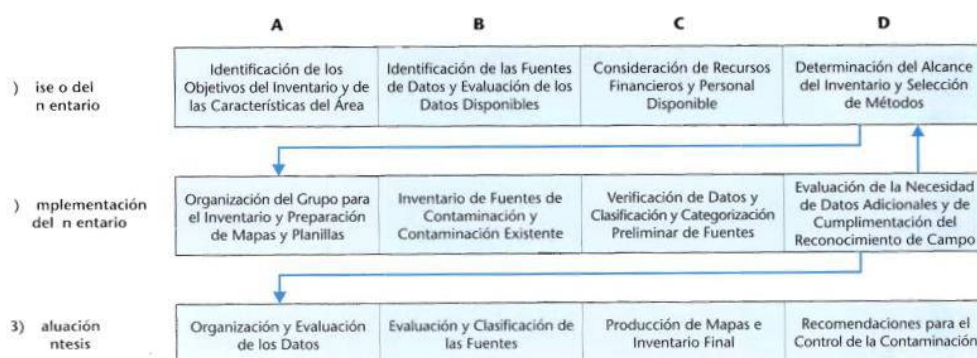 A B C D
) ise o del
n entario
Identificación de los
Objetivos del Inventario y de
las Características del Área
Identificación de las Fuentes
de Datos y Evaluación de los
Datos Disponibles
Consideración de Recursos
Financieros y Personal
Disponible
Determinación del Alcance
del Inventario y Selección
de Métodos
) mplementación
del n entario
Organización del Grupo para
el Inventario y Preparación
de Mapas y Planillas
Inventario de Fuentes de
Contaminación y
Contaminación Existente
Verificación de Datos y
Clasificación y Categorización
Preliminar de Fuentes
Evaluación de la Necesidad
de Datos Adicionales y de
Cumplimentación del
Reconocimiento de Campo
3) aluación
ntesis
Organización y Evaluación
de los Datos
Evaluación y Clasificación de
las Fuentes
Producción de Mapas e
Inventario Final
Recomendaciones para el
Control de la Contaminación